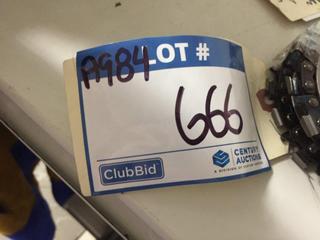 A984 LOT #
666
ClubBid
CENTURY
AUCTIONS